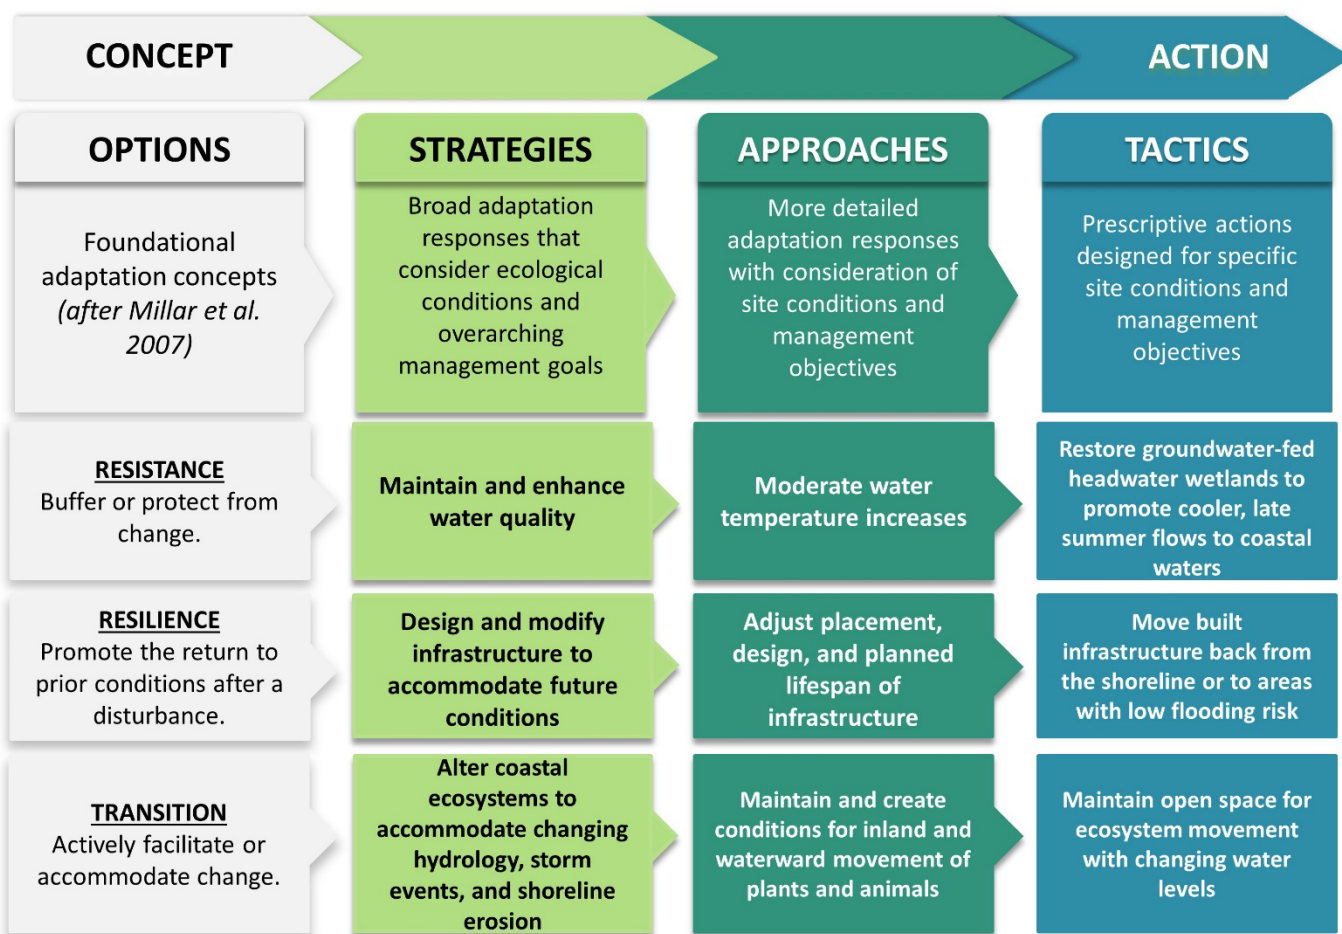 CONCEPT
ACTION
OPTIONS
STRATEGIES
APPROACHES
TACTICS
Foundational
adaptation concepts
(after Millar et al.
2007)
Broad adaptation
responses that
consider ecological
conditions and
overarching
management goals
More detailed
adaptation responses
with consideration of
site conditions and
management
objectives
Prescriptive actions
designed for specific
site conditions and
management
objectives
RESISTANCE
Buffer or protect from
change.
Maintain and enhance
water quality
Moderate water
temperature increases
Restore groundwater-fed
headwater wetlands to
promote cooler, late
summer flows to coastal
waters
RESILIENCE
Promote the return to
prior conditions after a
disturbance.
Design and modify
infrastructure to
accommodate future
conditions
Adjust placement,
design, and planned
lifespan of
infrastructure
Move built
infrastructure back from
the shoreline or to areas
with low flooding risk
TRANSITION
Actively facilitate or
accommodate change.
Alter coastal
ecosystems to
accommodate changing
hydrology, storm
events, and shoreline
erosion
Maintain and create
conditions for inland and
waterward movement of
plants and animals
Maintain open space for
ecosystem movement
with changing water
levels